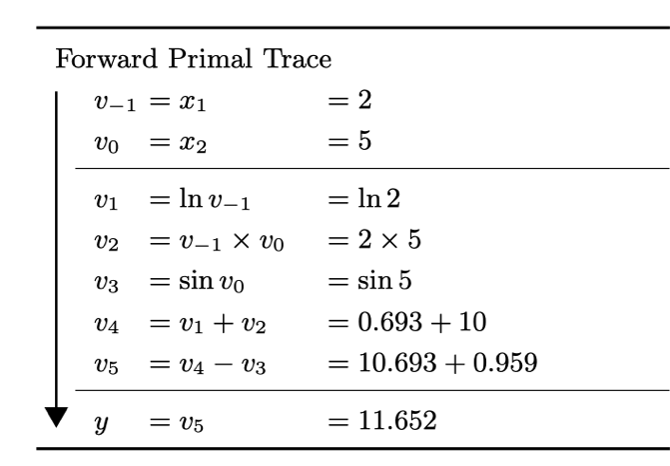 Forward Primal Trace
v₋₁ = x₁ = 2
v₀ = x₂ = 5
v₁ = ln v₋₁ = ln 2
v₂ = v₋₁ × v₀ = 2 × 5
v₃ = sin v₀ = sin 5
v₄ = v₁ + v₂ = 0.693 + 10
v₅ = v₄ − v₃ = 10.693 + 0.959
y = v₅ = 11.652